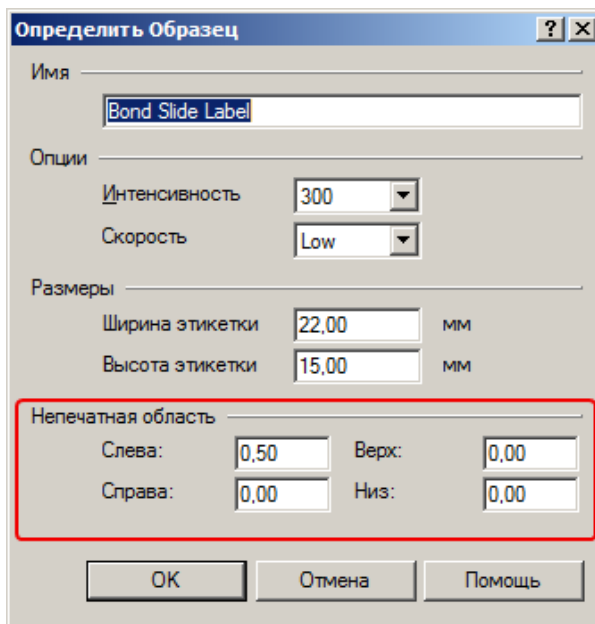 Определить Образец
Имя
Bond Slide Label
Опции
Интенсивность 300
Скорость Low
Размеры
Ширина этикетки 22,00 мм
Высота этикетки 15,00 мм
Непечатная область
Слева: 0,50 Верх: 0,00
Справа: 0,00 Низ: 0,00
OK Отмена Помощь